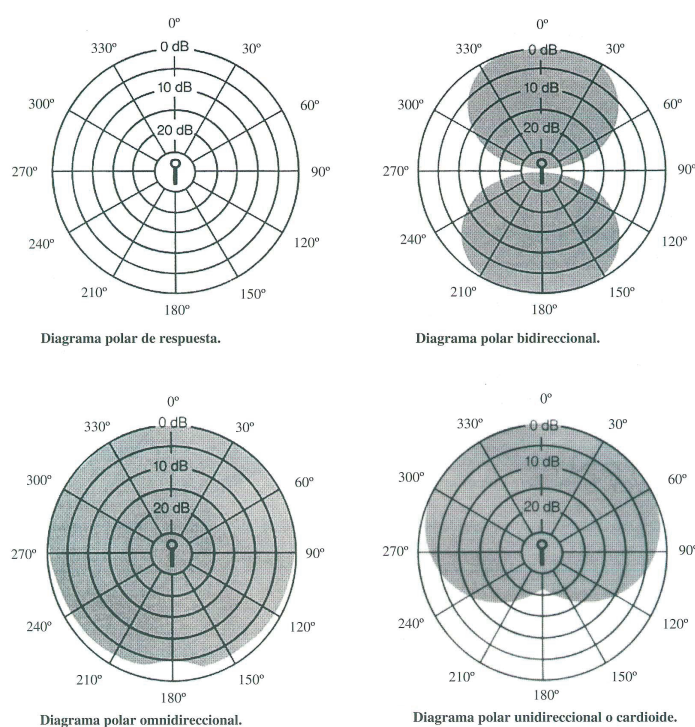 0º
330º
0 dB
30º
300º
10 dB
60º
20 dB
270º
90º
240º
120º
210º
150º
180º
Diagrama polar de respuesta.
0º
330º
0 dB
30º
300º
10 dB
60º
20 dB
270º
90º
240º
120º
210º
150º
180º
Diagrama polar bidireccional.
0º
330º
0 dB
30º
300º
10 dB
60º
20 dB
270º
90º
240º
120º
210º
150º
180º
Diagrama polar omnidireccional.
0º
330º
0 dB
30º
300º
10 dB
60º
20 dB
270º
90º
240º
120º
210º
150º
180º
Diagrama polar unidireccional o cardioide.